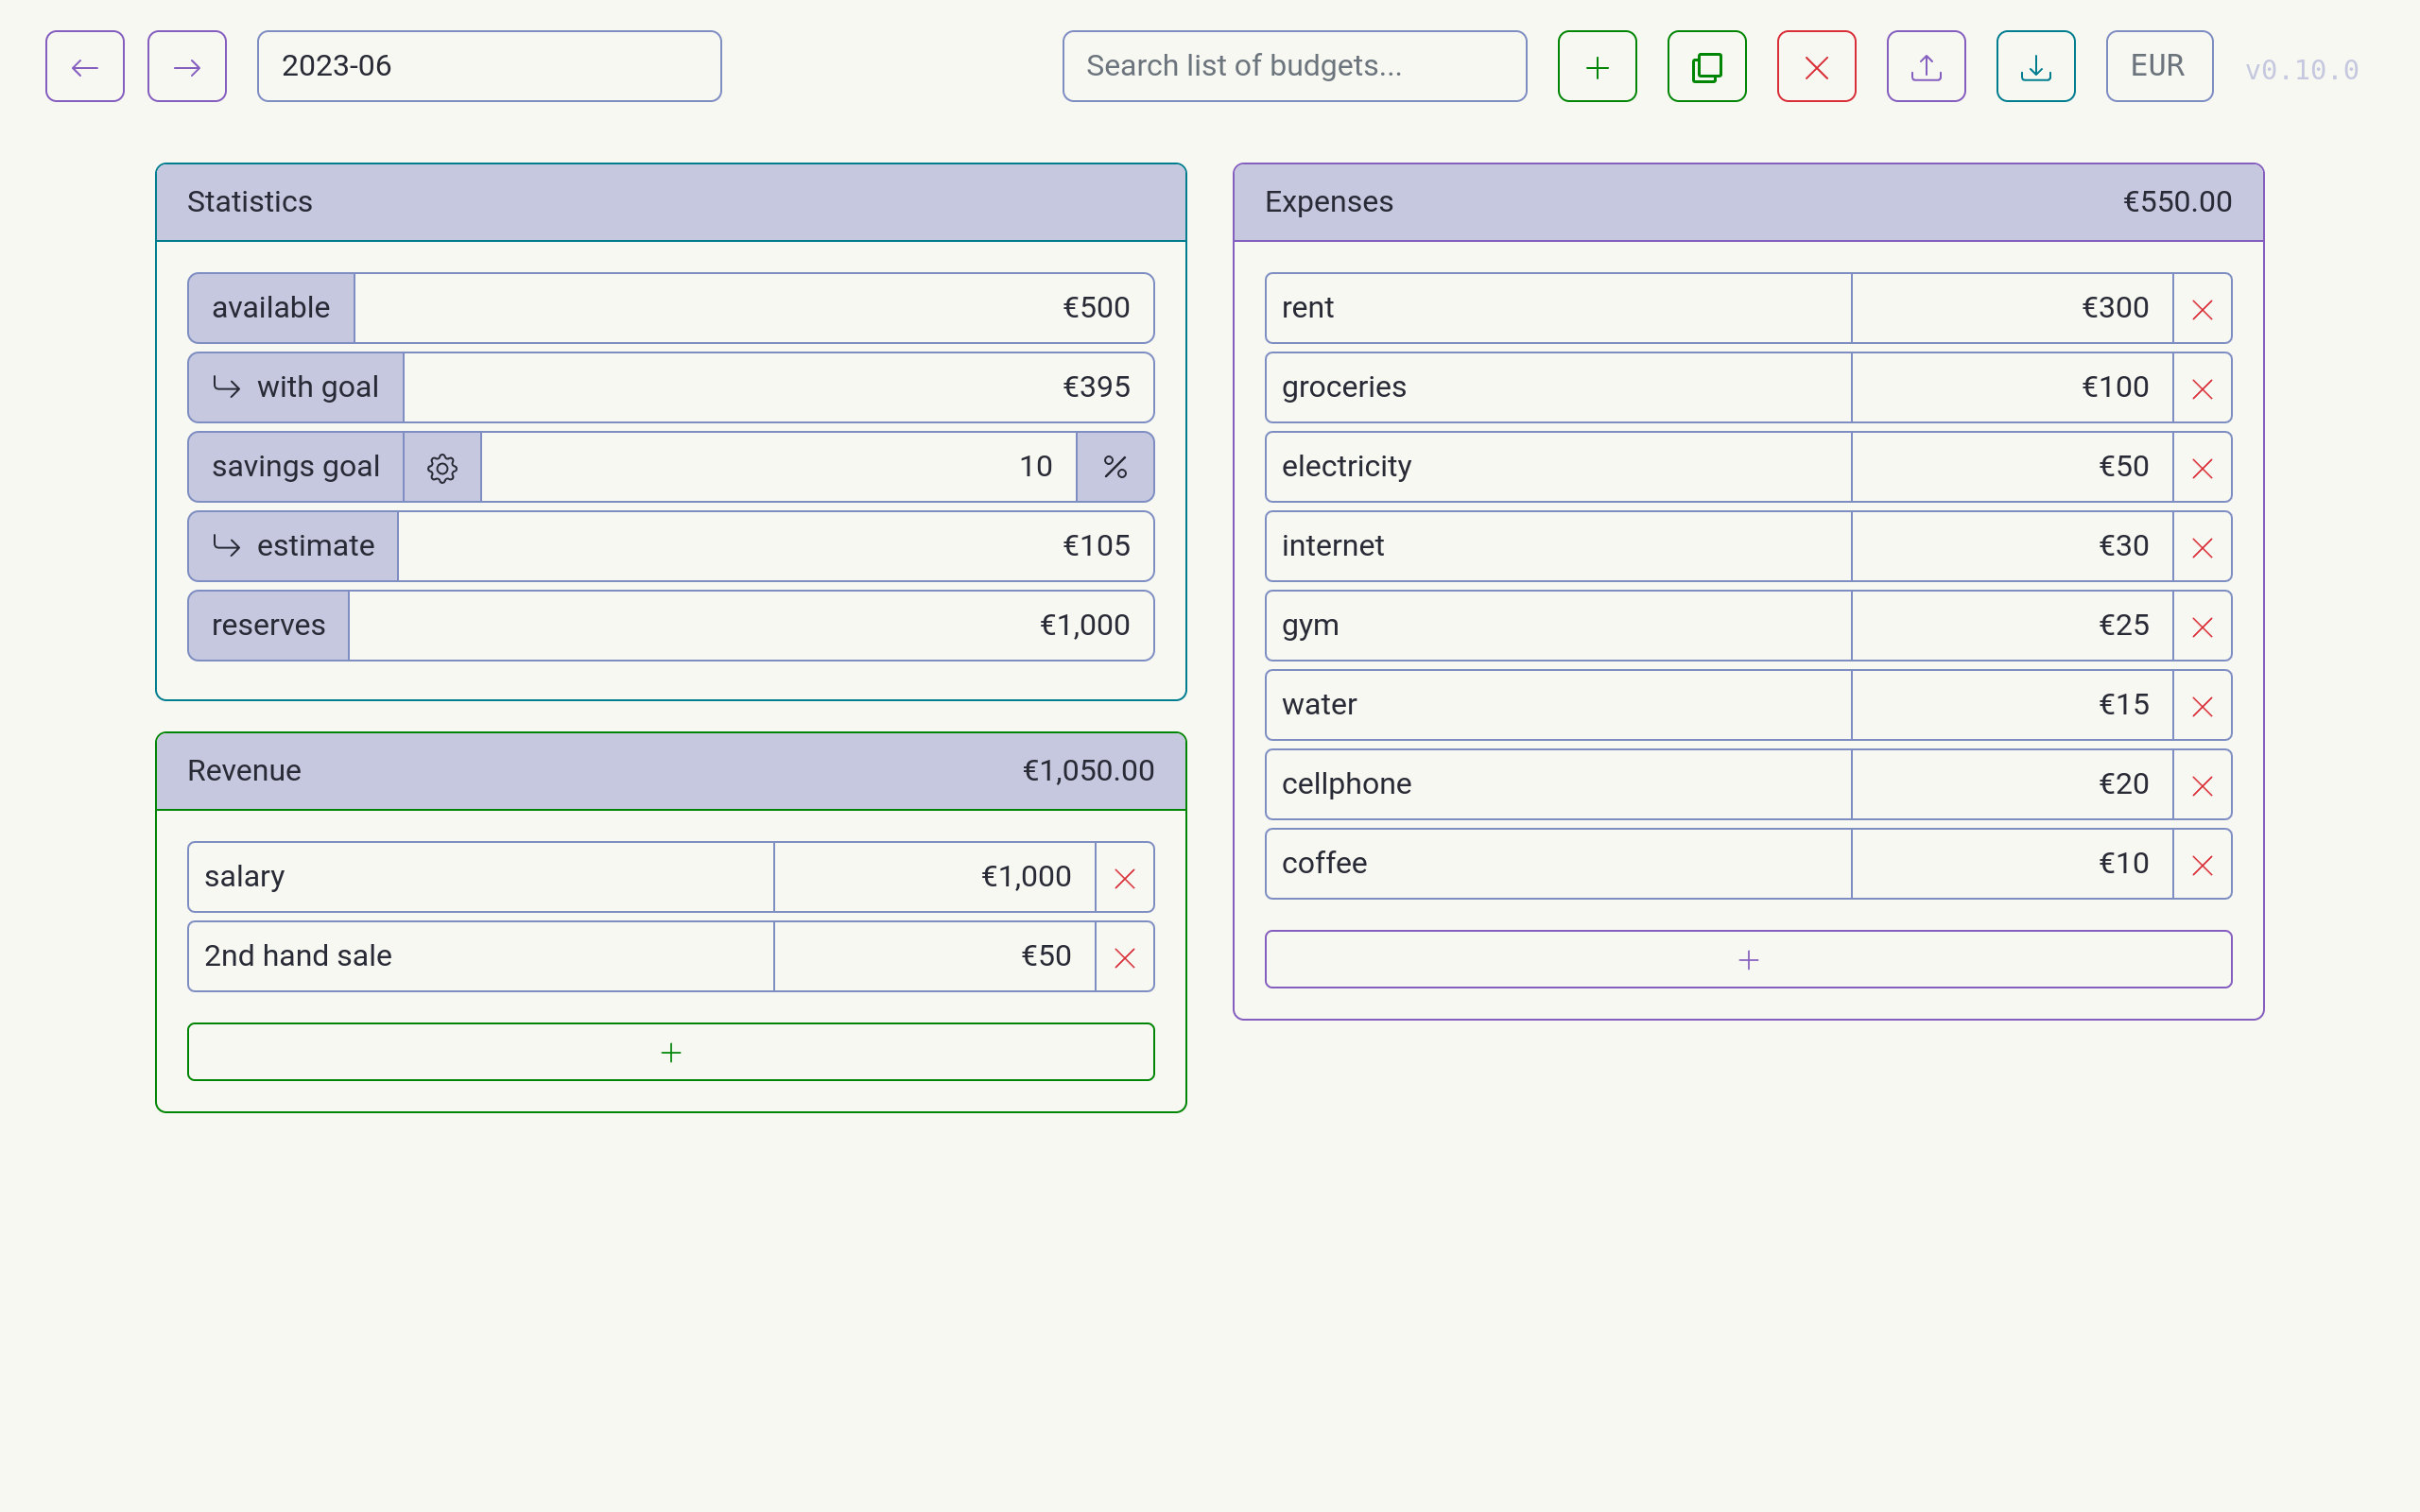 2023-06
Search list of budgets...
EUR
v0.10.0
Statistics
available €500
with goal €395
savings goal 10 %
estimate €105
reserves €1,000
Revenue €1,050.00
salary €1,000
2nd hand sale €50
Expenses €550.00
rent €300
groceries €100
electricity €50
internet €30
gym €25
water €15
cellphone €20
coffee €10